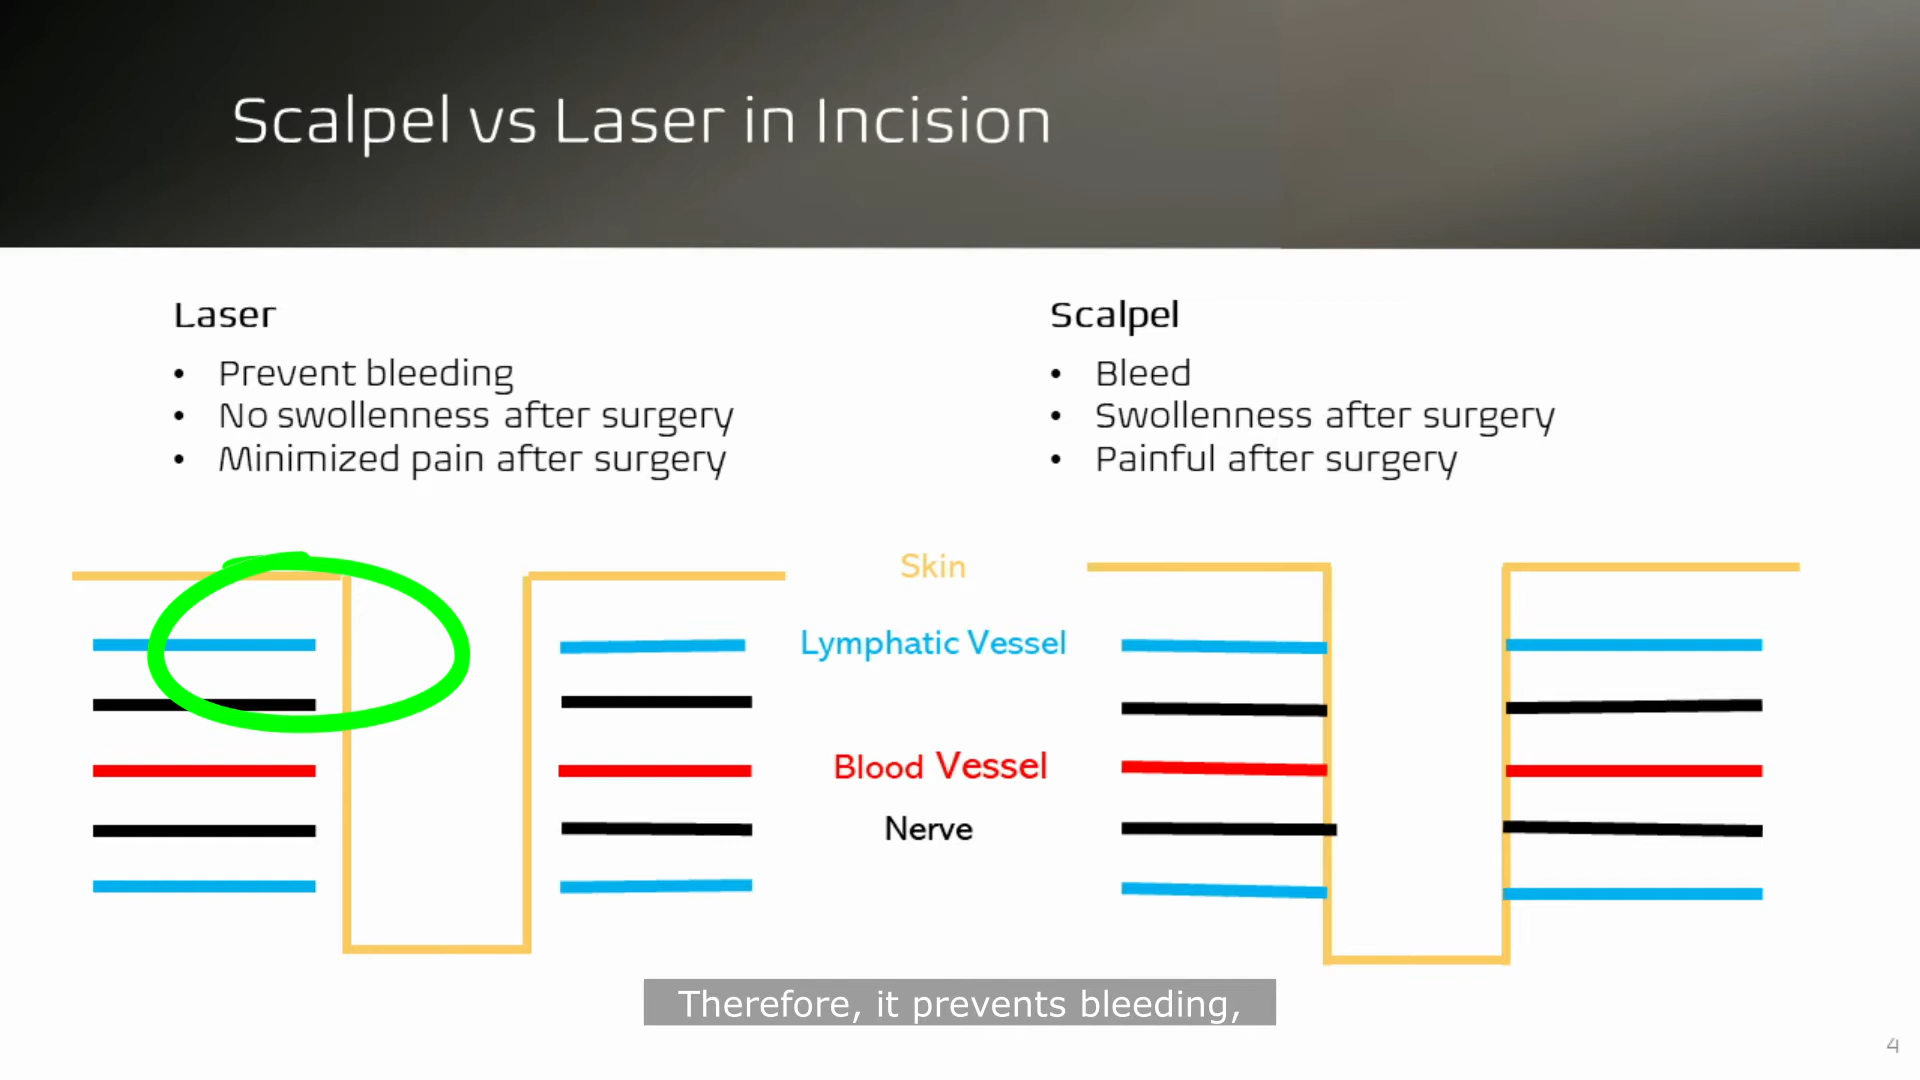 Scalpel vs Laser in Incision
Laser
• Prevent bleeding
• No swollenness after surgery
• Minimized pain after surgery
Scalpel
• Bleed
• Swollenness after surgery
• Painful after surgery
Skin
Lymphatic Vessel
Blood Vessel
Nerve
Therefore, it prevents bleeding,
4